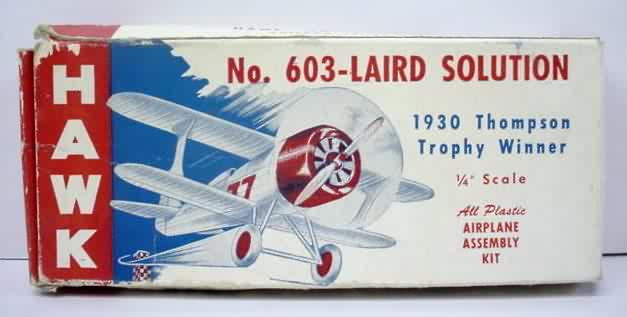 HAWK
No. 603-LAIRD SOLUTION
1930 Thompson
Trophy Winner
1/4" Scale
All Plastic
AIRPLANE
ASSEMBLY
KIT
77